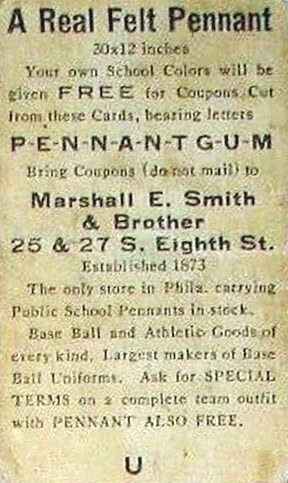 A Real Felt Pennant
30x12 inches
Your own School Colors will be
given FREE for Coupons Cut
from these Cards, bearing letters
P-E-N-N-A-N-T G-U-M
Bring Coupons (do not mail) to
Marshall E. Smith
& Brother
25 & 27 S. Eighth St.
Established 1873
The only store in Phila. carrying
Public School Pennants in stock.
Base Ball and Athletic Goods of
every kind. Largest makers of Base
Ball Uniforms. Ask for SPECIAL
TERMS on a complete team outfit
with PENNANT ALSO FREE.
U